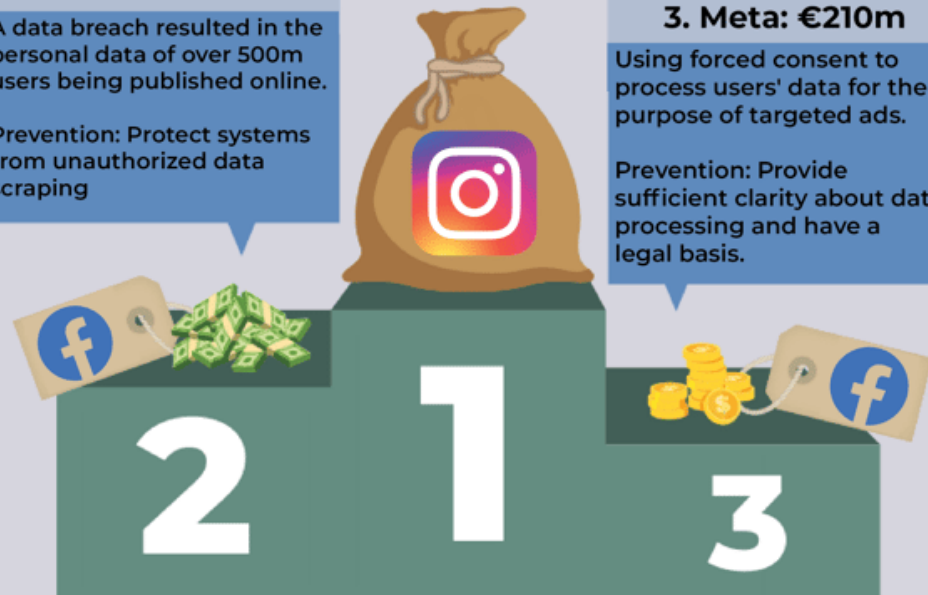 A data breach resulted in the
personal data of over 500m
users being published online.
Prevention: Protect systems
from unauthorized data
scraping
3. Meta: €210m
Using forced consent to
process users' data for the
purpose of targeted ads.
Prevention: Provide
sufficient clarity about dat
processing and have a
legal basis.
2
1
3